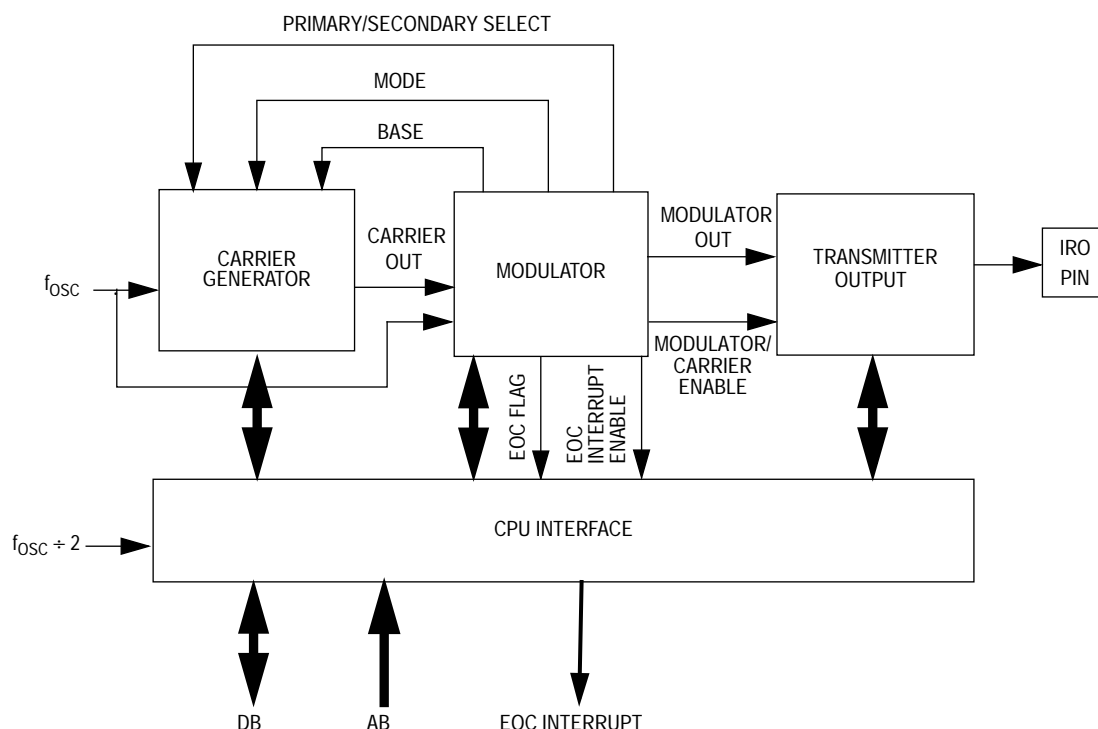 PRIMARY/SECONDARY SELECT
MODE
BASE
CARRIER
GENERATOR
CARRIER
OUT
MODULATOR
MODULATOR
OUT
TRANSMITTER
OUTPUT
IRO
PIN
fOSC
MODULATOR/
CARRIER
ENABLE
EOC FLAG
EOC
INTERRUPT
ENABLE
CPU INTERFACE
fOSC ÷ 2
DB
AB
EOC INTERRUPT